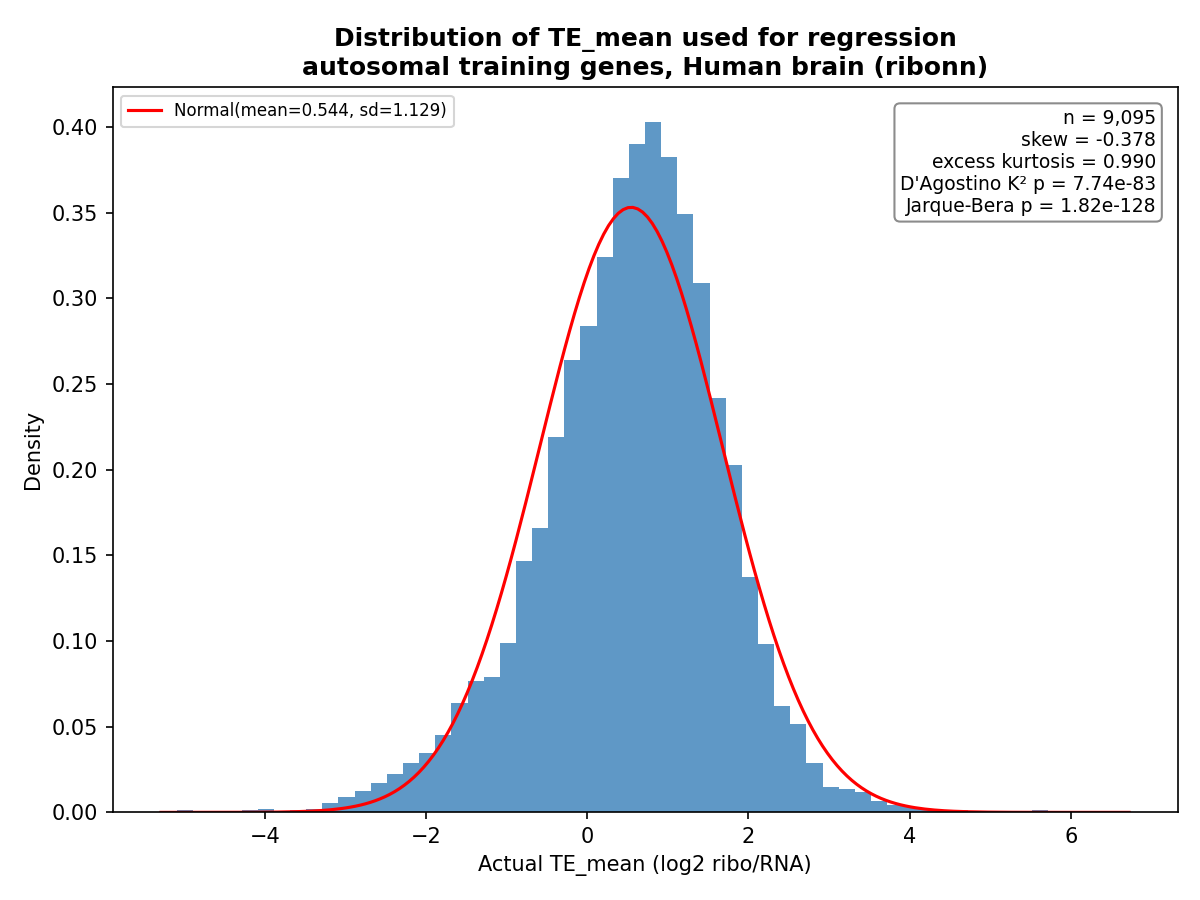 Distribution of TE_mean used for regression
autosomal training genes, Human brain (ribonn)
Normal(mean=0.544, sd=1.129)
n = 9,095
skew = -0.378
excess kurtosis = 0.990
D'Agostino K² p = 7.74e-83
Jarque-Bera p = 1.82e-128
0.40
0.35
0.30
0.25
0.20
0.15
0.10
0.05
0.00
Density
−4
−2
0
2
4
6
Actual TE_mean (log2 ribo/RNA)